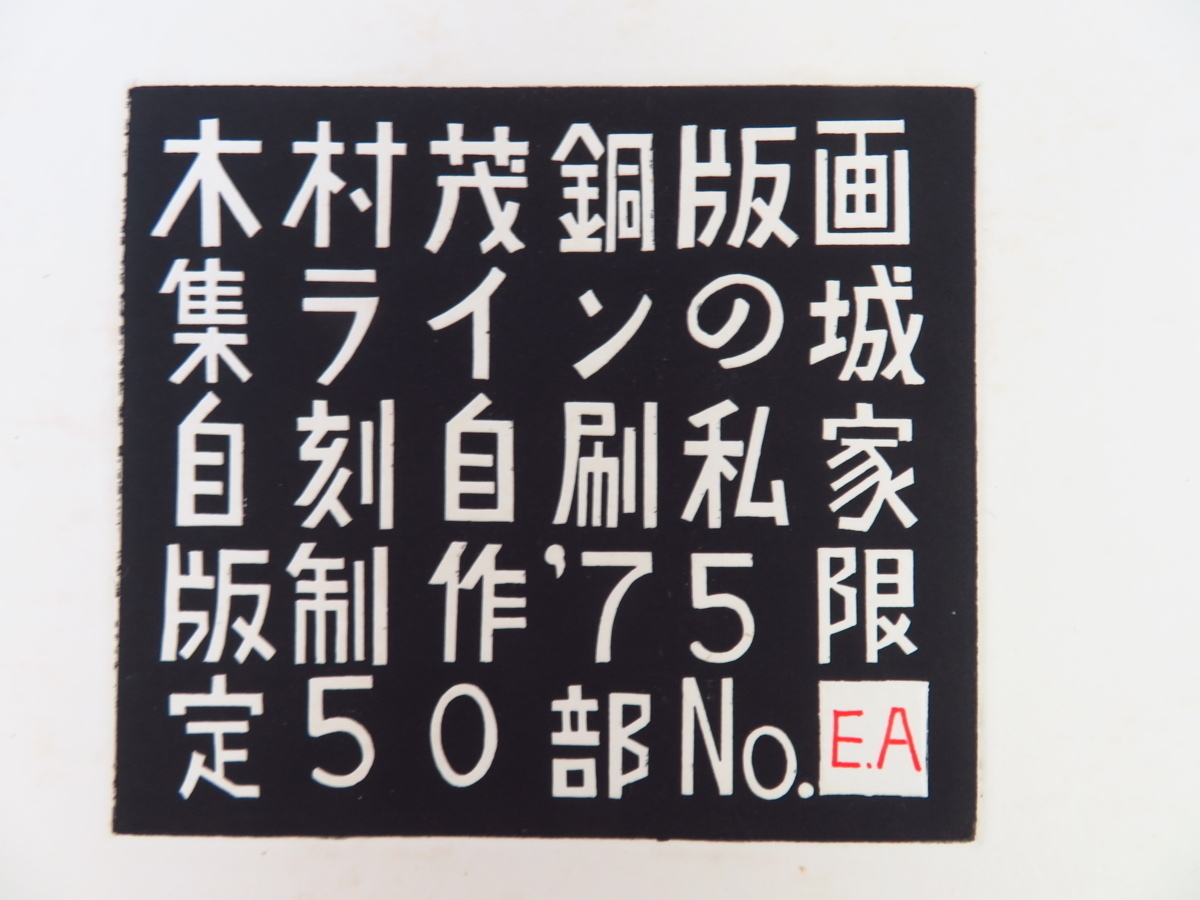 木村茂銅版画
集ラインの城
自刻自刷私家
版制作’75限
定50部No.E.A